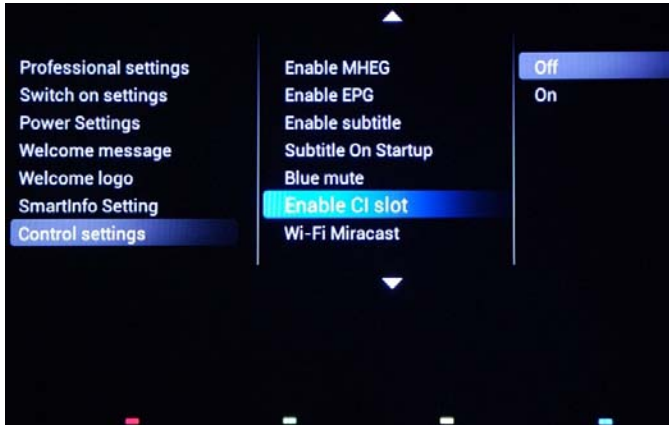 Professional settings
Switch on settings
Power Settings
Welcome message
Welcome logo
SmartInfo Setting
Control settings
Enable MHEG
Enable EPG
Enable subtitle
Subtitle On Startup
Blue mute
Enable CI slot
Wi-Fi Miracast
Off
On